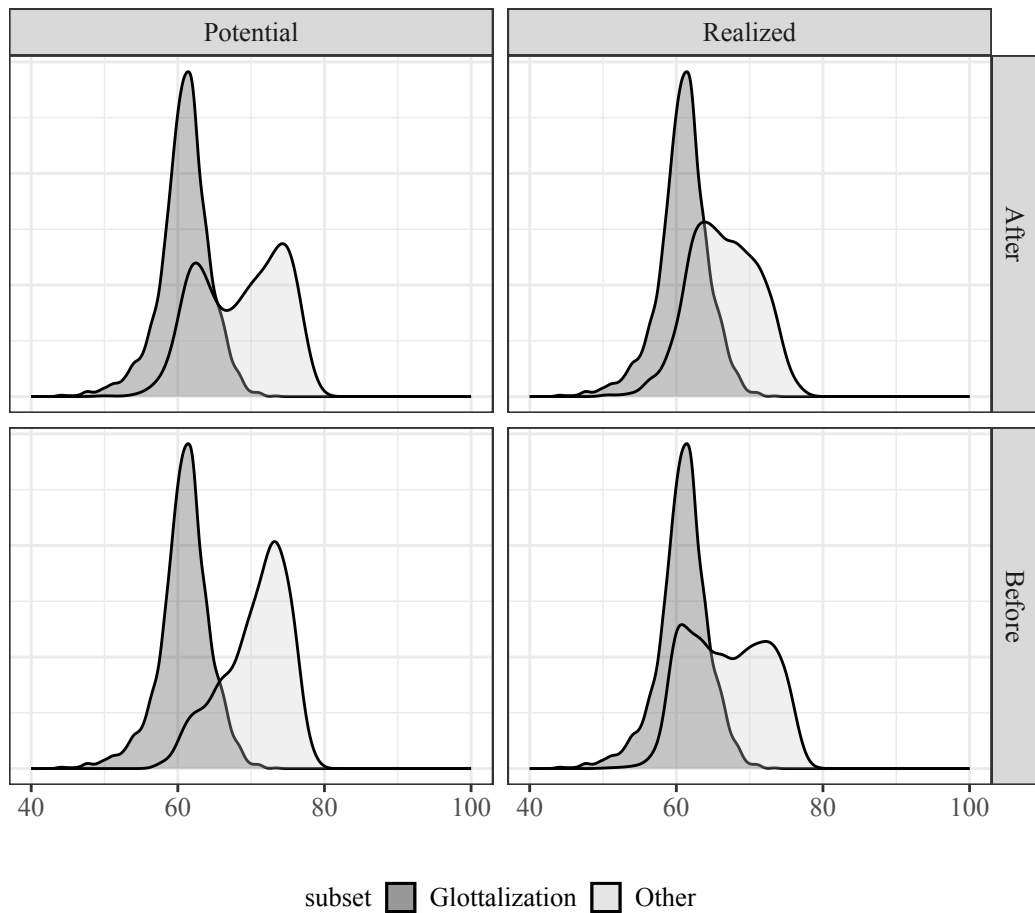 Potential Realized
After
Before
40 60 80 100 40 60 80 100
subset Glottalization Other